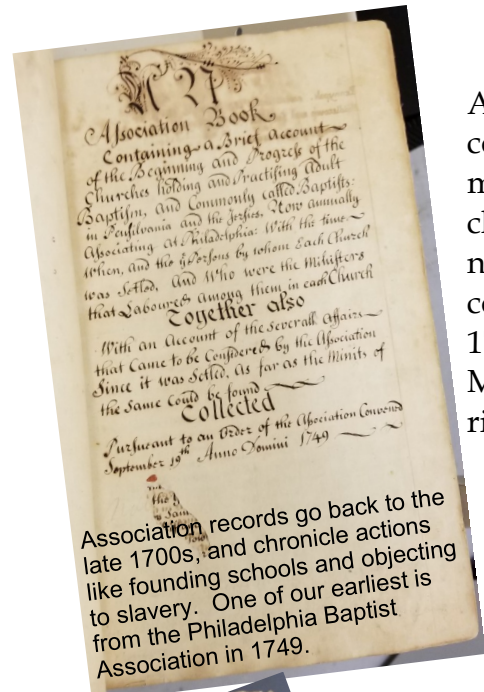 Association Book
Containing a Brief Account
of the Beginning and Progress of the
Churches holding and Practising Adult
Baptism, and Commonly called Baptists:
in Pensilvania and the Jersies, Now annually
Associating At Philadelphia: With the time
When, and the Persons by whom Each Church
was Setled, And Who were the Ministers
that Laboured Among them, in each Church
Together also
With an Account of the Severall Affairs
that Came to be Considered by the Association
Since it was Setled, As far as the Minits of
the Same Could be found
Collected
Pursueant to an Order of the Association Convened
September 19th Anno Domini 1749
the
Sam
Association records go back to the
late 1700s, and chronicle actions
like founding schools and objecting
to slavery. One of our earliest is
from the Philadelphia Baptist
Association in 1749.
A
co
m
cl
n
co
1
M
ri